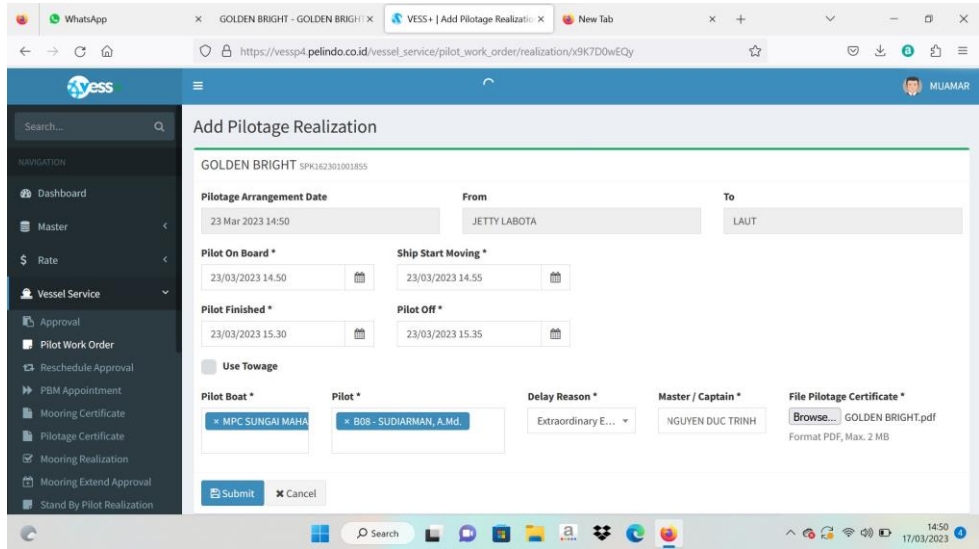 WhatsApp
GOLDEN BRIGHT - GOLDEN BRIGHT
VESS+ | Add Pilotage Realizatio
New Tab
https://vessp4.pelindo.co.id/vessel_service/pilot_work_order/realization/x9K7D0wEQy
vess
MUAMAR
Search...
Add Pilotage Realization
NAVIGATION
GOLDEN BRIGHT SPK162301001855
Dashboard
Master
Rate
Vessel Service
Approval
Pilot Work Order
Reschedule Approval
PBM Appointment
Mooring Certificate
Pilotage Certificate
Mooring Realization
Mooring Extend Approval
Stand By Pilot Realization
Pilotage Arrangement Date From To
23 Mar 2023 14:50 JETTY LABOTA LAUT
Pilot On Board * Ship Start Moving *
23/03/2023 14.50 23/03/2023 14.55
Pilot Finished * Pilot Off *
23/03/2023 15.30 23/03/2023 15.35
Use Towage
Pilot Boat * Pilot * Delay Reason * Master / Captain * File Pilotage Certificate *
× MPC SUNGAI MAHA × B08 - SUDIARMAN, A.Md. Extraordinary E... NGUYEN DUC TRINH Browse... GOLDEN BRIGHT.pdf
Format PDF, Max. 2 MB
Submit × Cancel
Search
14:50
17/03/2023
4